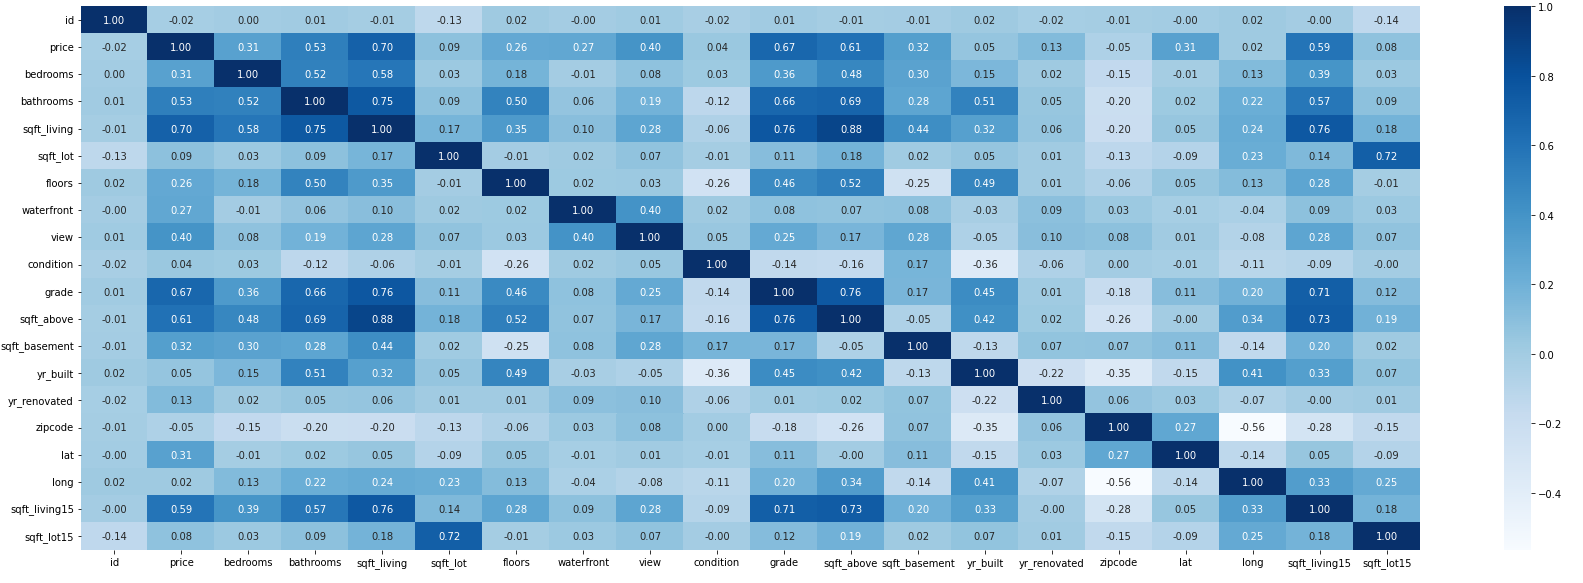 id 1.00 -0.02 0.00 0.01 -0.01 -0.13 0.02 -0.00 0.01 -0.02 0.01 -0.01 -0.01 0.02 -0.02 -0.01 -0.00 0.02 -0.00 -0.14 1.0
price -0.02 1.00 0.31 0.53 0.70 0.09 0.26 0.27 0.40 0.04 0.67 0.61 0.32 0.05 0.13 -0.05 0.31 0.02 0.59 0.08
bedrooms 0.00 0.31 1.00 0.52 0.58 0.03 0.18 -0.01 0.08 0.03 0.36 0.48 0.30 0.15 0.02 -0.15 -0.01 0.13 0.39 0.03 0.8
bathrooms 0.01 0.53 0.52 1.00 0.75 0.09 0.50 0.06 0.19 -0.12 0.66 0.69 0.28 0.51 0.05 -0.20 0.02 0.22 0.57 0.09
sqft_living -0.01 0.70 0.58 0.75 1.00 0.17 0.35 0.10 0.28 -0.06 0.76 0.88 0.44 0.32 0.06 -0.20 0.05 0.24 0.76 0.18
sqft_lot -0.13 0.09 0.03 0.09 0.17 1.00 -0.01 0.02 0.07 -0.01 0.11 0.18 0.02 0.05 0.01 -0.13 -0.09 0.23 0.14 0.72 0.6
floors 0.02 0.26 0.18 0.50 0.35 -0.01 1.00 0.02 0.03 -0.26 0.46 0.52 -0.25 0.49 0.01 -0.06 0.05 0.13 0.28 -0.01
waterfront -0.00 0.27 -0.01 0.06 0.10 0.02 0.02 1.00 0.40 0.02 0.08 0.07 0.08 -0.03 0.09 0.03 -0.01 -0.04 0.09 0.03 0.4
view 0.01 0.40 0.08 0.19 0.28 0.07 0.03 0.40 1.00 0.05 0.25 0.17 0.28 -0.05 0.10 0.08 0.01 -0.08 0.28 0.07
condition -0.02 0.04 0.03 -0.12 -0.06 -0.01 -0.26 0.02 0.05 1.00 -0.14 -0.16 0.17 -0.36 -0.06 0.00 -0.01 -0.11 -0.09 -0.00
grade 0.01 0.67 0.36 0.66 0.76 0.11 0.46 0.08 0.25 -0.14 1.00 0.76 0.17 0.45 0.01 -0.18 0.11 0.20 0.71 0.12 0.2
sqft_above -0.01 0.61 0.48 0.69 0.88 0.18 0.52 0.07 0.17 -0.16 0.76 1.00 -0.05 0.42 0.02 -0.26 -0.00 0.34 0.73 0.19
sqft_basement -0.01 0.32 0.30 0.28 0.44 0.02 -0.25 0.08 0.28 0.17 0.17 -0.05 1.00 -0.13 0.07 0.07 0.11 -0.14 0.20 0.02 0.0
yr_built 0.02 0.05 0.15 0.51 0.32 0.05 0.49 -0.03 -0.05 -0.36 0.45 0.42 -0.13 1.00 -0.22 -0.35 -0.15 0.41 0.33 0.07
yr_renovated -0.02 0.13 0.02 0.05 0.06 0.01 0.01 0.09 0.10 -0.06 0.01 0.02 0.07 -0.22 1.00 0.06 0.03 -0.07 -0.00 0.01
zipcode -0.01 -0.05 -0.15 -0.20 -0.20 -0.13 -0.06 0.03 0.08 0.00 -0.18 -0.26 0.07 -0.35 0.06 1.00 0.27 -0.56 -0.28 -0.15 −0.2
lat -0.00 0.31 -0.01 0.02 0.05 -0.09 0.05 -0.01 0.01 -0.01 0.11 -0.00 0.11 -0.15 0.03 0.27 1.00 -0.14 0.05 -0.09
long 0.02 0.02 0.13 0.22 0.24 0.23 0.13 -0.04 -0.08 -0.11 0.20 0.34 -0.14 0.41 -0.07 -0.56 -0.14 1.00 0.33 0.25 −0.4
sqft_living15 -0.00 0.59 0.39 0.57 0.76 0.14 0.28 0.09 0.28 -0.09 0.71 0.73 0.20 0.33 -0.00 -0.28 0.05 0.33 1.00 0.18
sqft_lot15 -0.14 0.08 0.03 0.09 0.18 0.72 -0.01 0.03 0.07 -0.00 0.12 0.19 0.02 0.07 0.01 -0.15 -0.09 0.25 0.18 1.00
id price bedrooms bathrooms sqft_living sqft_lot floors waterfront view condition grade sqft_above sqft_basement yr_built yr_renovated zipcode lat long sqft_living15 sqft_lot15